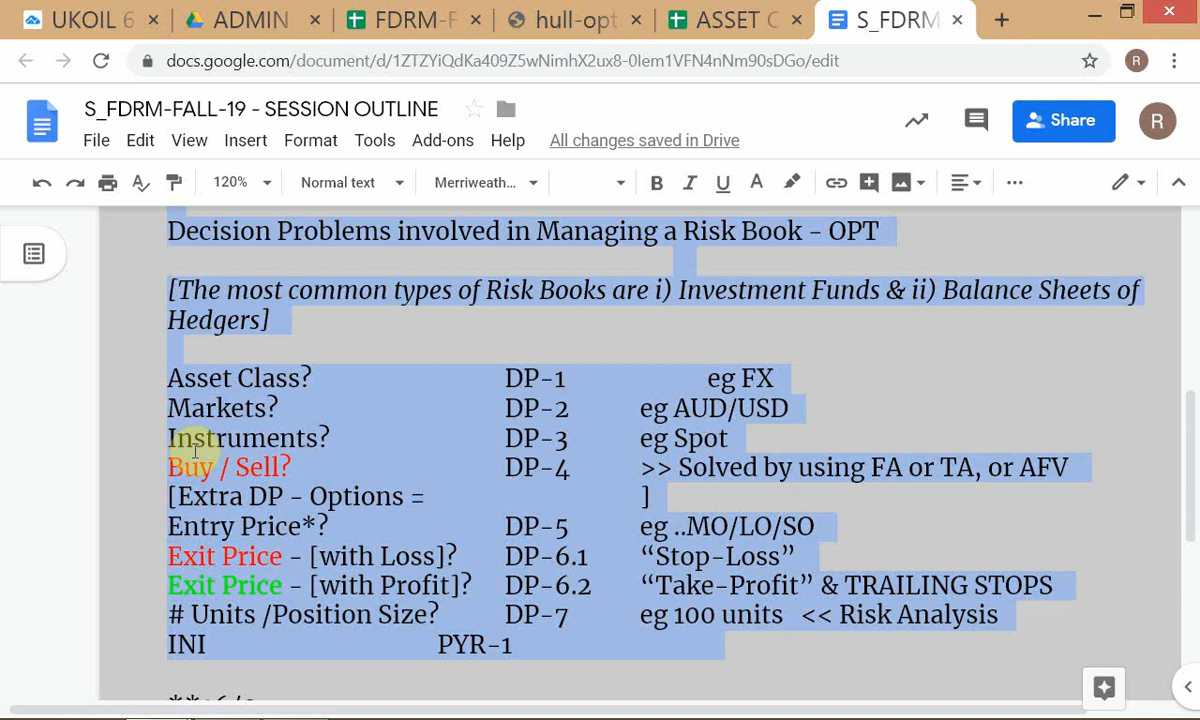 UKOIL 6 × ADMIN × FDRM-F × hull-opt × ASSET C × S_FDRM × +
docs.google.com/document/d/1ZTZYiQdKa409Z5wNimhX2ux8-0Iem1VFN4nNm90sDGo/edit R
S_FDRM-FALL-19 - SESSION OUTLINE
Share R
File Edit View Insert Format Tools Add-ons Help All changes saved in Drive
120% Normal text Merriweath... B I U A
Decision Problems involved in Managing a Risk Book - OPT
[The most common types of Risk Books are i) Investment Funds & ii) Balance Sheets of
Hedgers]
Asset Class? DP-1 eg FX
Markets? DP-2 eg AUD/USD
Instruments? DP-3 eg Spot
Buy / Sell? DP-4 >> Solved by using FA or TA, or AFV
[Extra DP - Options = ]
Entry Price*? DP-5 eg ..MO/LO/SO
Exit Price - [with Loss]? DP-6.1 “Stop-Loss”
Exit Price - [with Profit]? DP-6.2 “Take-Profit” & TRAILING STOPS
# Units /Position Size? DP-7 eg 100 units << Risk Analysis
INI PYR-1